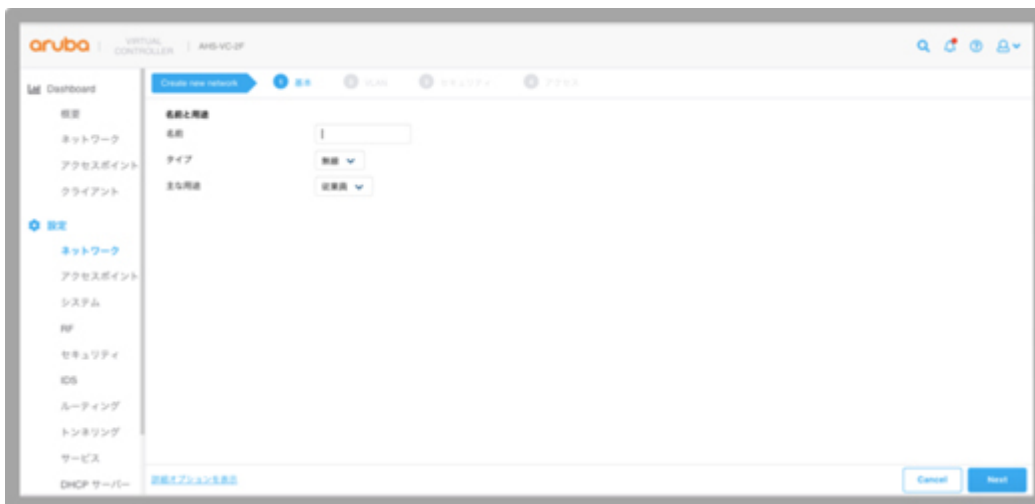 aruba
VIRTUAL
CONTROLLER
AHS-VC-2F
Dashboard
概要
ネットワーク
アクセスポイント
クライアント
設定
ネットワーク
アクセスポイント
システム
RF
セキュリティ
IDS
ルーティング
トンネリング
サービス
DHCP サーバー
Create new network
1 基本
2 VLAN
3 セキュリティ
4 アクセス
名前と用途
名前
タイプ
無線
主な用途
従業員
詳細オプションを表示
Cancel
Next